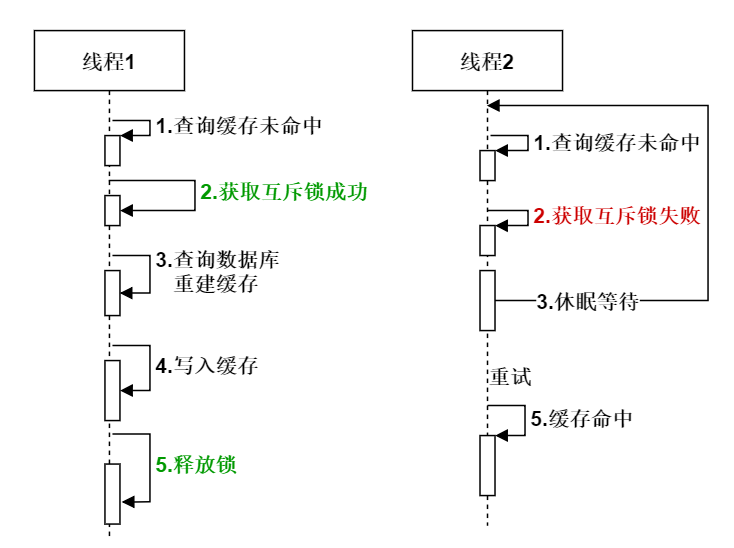 线程1
1.查询缓存未命中
2.获取互斥锁成功
3.查询数据库
重建缓存
4.写入缓存
5.释放锁
线程2
1.查询缓存未命中
2.获取互斥锁失败
3.休眠等待
重试
5.缓存命中